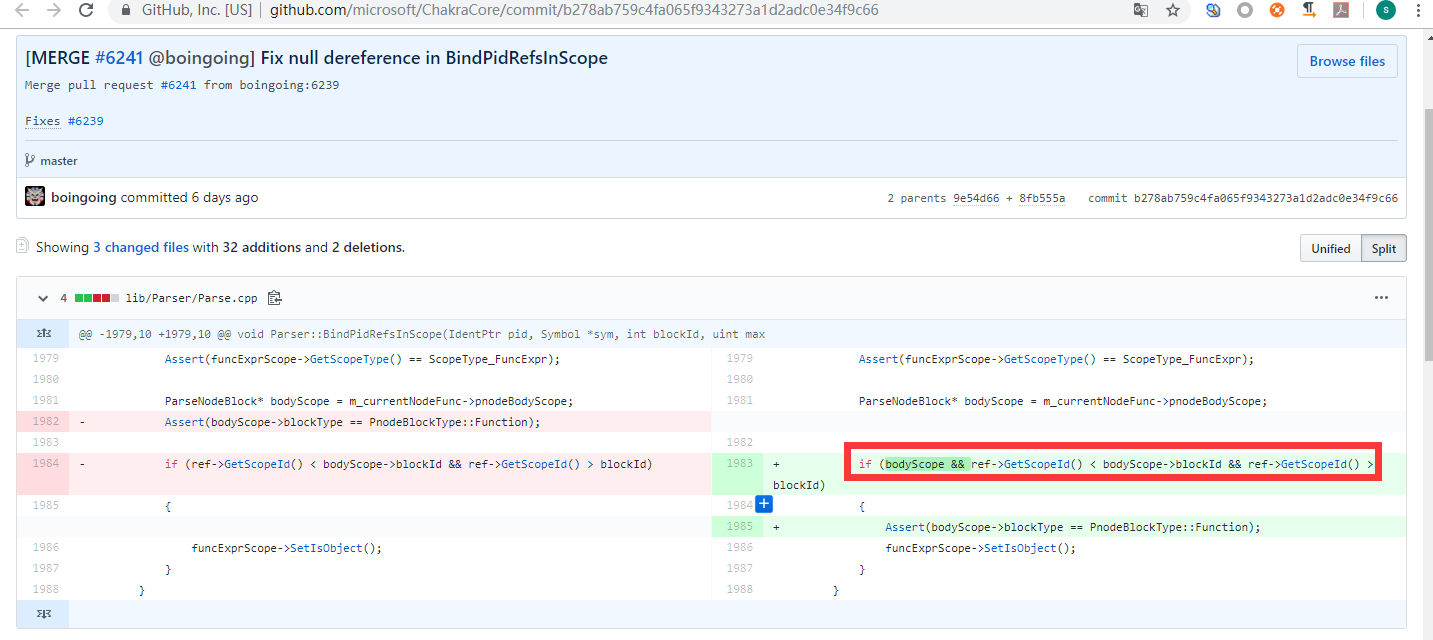 GitHub, Inc. [US] | github.com/microsoft/ChakraCore/commit/b278ab759c4fa065f9343273a1d2adc0e34f9c66
S
[MERGE #6241 @boingoing] Fix null dereference in BindPidRefsInScope
Browse files
Merge pull request #6241 from boingoing:6239
Fixes #6239
master
boingoing committed 6 days ago
2 parents 9e54d66 + 8fb555a commit b278ab759c4fa065f9343273a1d2adc0e34f9c66
Showing 3 changed files with 32 additions and 2 deletions.
Unified Split
4 lib/Parser/Parse.cpp
@@ -1979,10 +1979,10 @@ void Parser::BindPidRefsInScope(IdentPtr pid, Symbol *sym, int blockId, uint max
1979 Assert(funcExprScope->GetScopeType() == ScopeType_FuncExpr);
1980
1981 ParseNodeBlock* bodyScope = m_currentNodeFunc->pnodeBodyScope;
1982 - Assert(bodyScope->blockType == PnodeBlockType::Function);
1983
1984 - if (ref->GetScopeId() < bodyScope->blockId && ref->GetScopeId() > blockId)
1985 {
1986 funcExprScope->SetIsObject();
1987 }
1988 }
1979 Assert(funcExprScope->GetScopeType() == ScopeType_FuncExpr);
1980
1981 ParseNodeBlock* bodyScope = m_currentNodeFunc->pnodeBodyScope;
1982
1983 + if (bodyScope && ref->GetScopeId() < bodyScope->blockId && ref->GetScopeId() >
blockId)
1984 {
1985 + Assert(bodyScope->blockType == PnodeBlockType::Function);
1986 funcExprScope->SetIsObject();
1987 }
1988 }